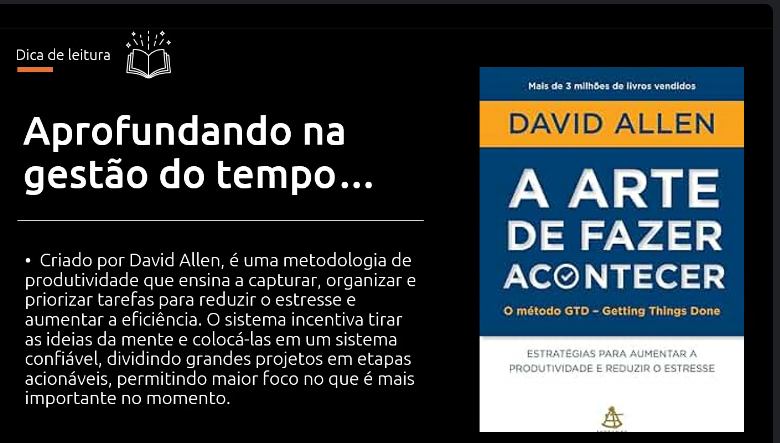 Dica de leitura
Aprofundando na
gestão do tempo...
• Criado por David Allen, é uma metodologia de
produtividade que ensina a capturar, organizar e
priorizar tarefas para reduzir o estresse e
aumentar a eficiência. O sistema incentiva tirar
as ideias da mente e colocá-las em um sistema
confiável, dividindo grandes projetos em etapas
acionáveis, permitindo maior foco no que é mais
importante no momento.
Mais de 3 milhões de livros vendidos
DAVID ALLEN
A ARTE
DE FAZER
ACONTECER
O método GTD – Getting Things Done
ESTRATÉGIAS PARA AUMENTAR A
PRODUTIVIDADE E REDUZIR O ESTRESSE